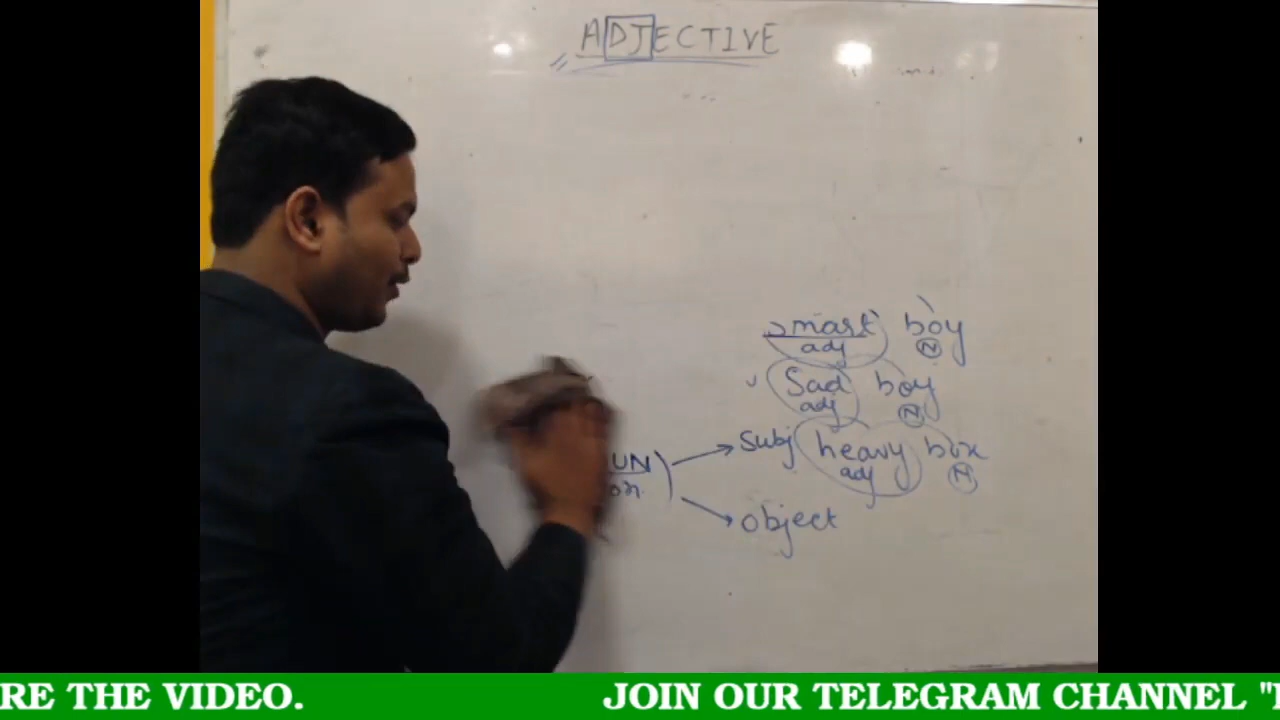 ADJECTIVE
smart boy
adj N
Sad boy
adj N
Subj heavy box
adj N
object
RE THE VIDEO. JOIN OUR TELEGRAM CHANNEL "